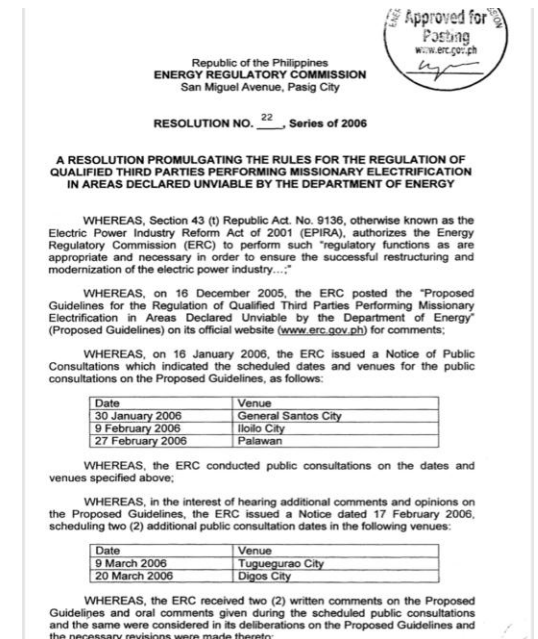 Approved for
Posting
www.erc.gov.ph
Republic of the Philippines
ENERGY REGULATORY COMMISSION
San Miguel Avenue, Pasig City
RESOLUTION NO. 22, Series of 2006
A RESOLUTION PROMULGATING THE RULES FOR THE REGULATION OF
QUALIFIED THIRD PARTIES PERFORMING MISSIONARY ELECTRIFICATION
IN AREAS DECLARED UNVIABLE BY THE DEPARTMENT OF ENERGY
WHEREAS, Section 43 (t) Republic Act. No. 9136, otherwise known as the
Electric Power Industry Reform Act of 2001 (EPIRA), authorizes the Energy
Regulatory Commission (ERC) to perform such "regulatory functions as are
appropriate and necessary in order to ensure the successful restructuring and
modernization of the electric power industry...;"
WHEREAS, on 16 December 2005, the ERC posted the "Proposed
Guidelines for the Regulation of Qualified Third Parties Performing Missionary
Electrification in Areas Declared Unviable by the Department of Energy"
(Proposed Guidelines) on its official website (www.erc.gov.ph) for comments;
WHEREAS, on 16 January 2006, the ERC issued a Notice of Public
Consultations which indicated the scheduled dates and venues for the public
consultations on the Proposed Guidelines, as follows:
Date Venue
30 January 2006 General Santos City
9 February 2006 Iloilo City
27 February 2006 Palawan
WHEREAS, the ERC conducted public consultations on the dates and
venues specified above;
WHEREAS, in the interest of hearing additional comments and opinions on
the Proposed Guidelines, the ERC issued a Notice dated 17 February 2006,
scheduling two (2) additional public consultation dates in the following venues:
Date Venue
9 March 2006 Tuguegurao City
20 March 2006 Digos City
WHEREAS, the ERC received two (2) written comments on the Proposed
Guidelines and oral comments given during the scheduled public consultations
and the same were considered in its deliberations on the Proposed Guidelines and
the necessary revisions were made thereto;